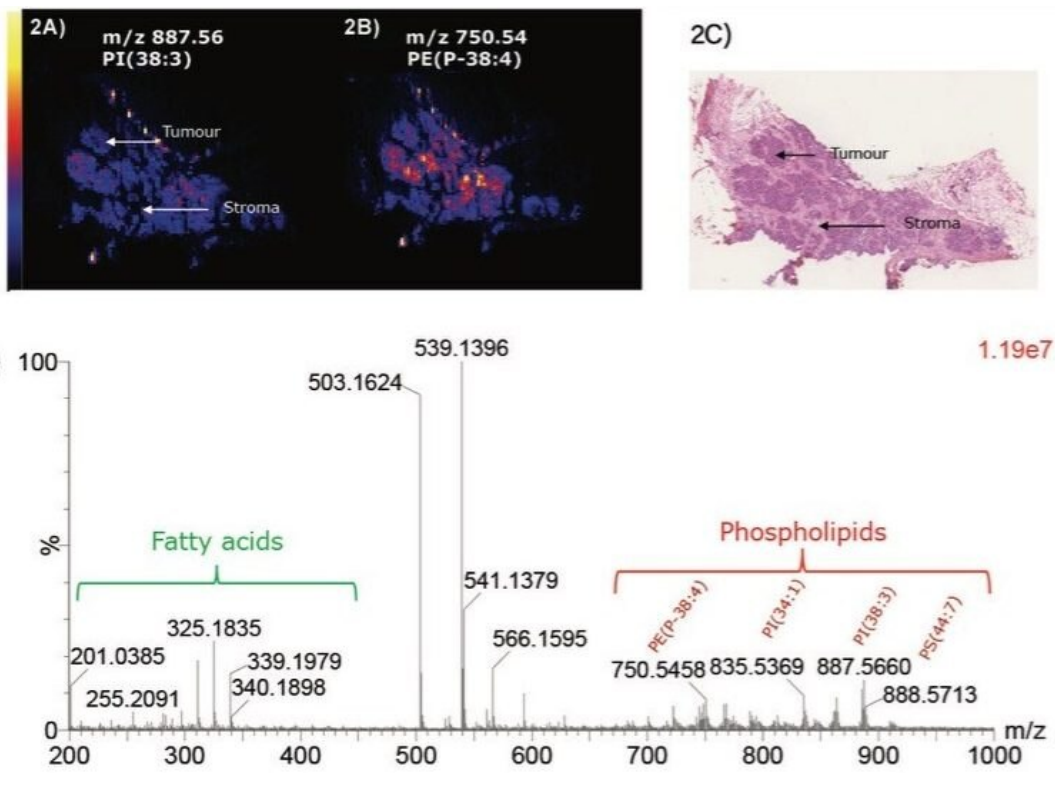 2A)
m/z 887.56
PI(38:3)
Tumour
Stroma
2B)
m/z 750.54
PE(P-38:4)
2C)
Tumour
Stroma
1.19e7
100
%
0
539.1396
503.1624
541.1379
566.1595
Fatty acids
201.0385
255.2091
325.1835
339.1979
340.1898
Phospholipids
PE(P-38:4)
PI(34:1)
PI(38:3)
PS(44:7)
750.5458
835.5369
887.5660
888.5713
m/z
200 300 400 500 600 700 800 900 1000